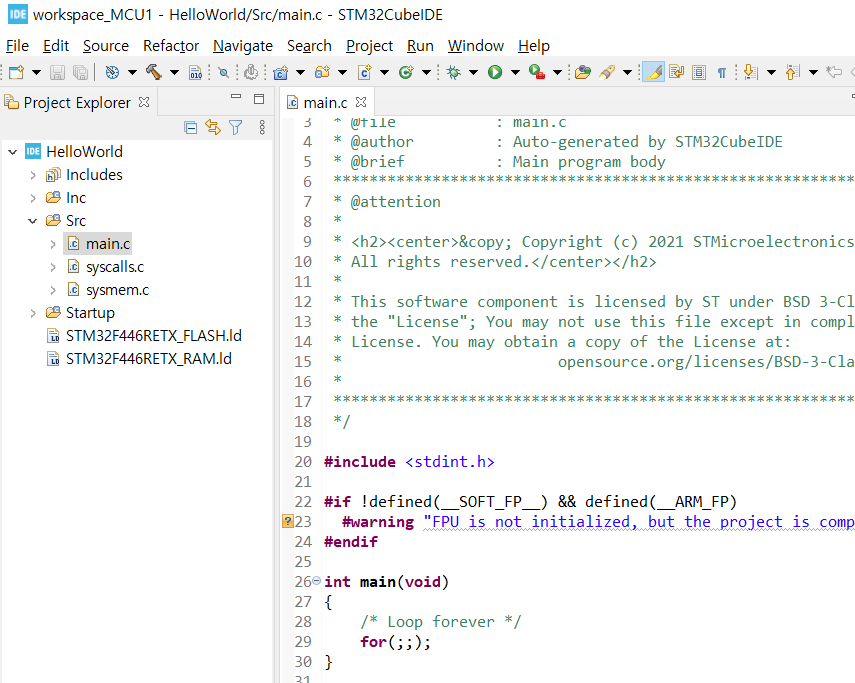 IDE workspace_MCU1 - HelloWorld/Src/main.c - STM32CubeIDE
File Edit Source Refactor Navigate Search Project Run Window Help
010
Project Explorer
main.c
IDE HelloWorld
Includes
Inc
Src
main.c
syscalls.c
sysmem.c
Startup
STM32F446RETX_FLASH.ld
STM32F446RETX_RAM.ld
3 * @file : main.c
4 * @author : Auto-generated by STM32CubeIDE
5 * @brief : Main program body
6 ***********************************************************
7 * @attention
8 *
9 * <h2><center>&copy; Copyright (c) 2021 STMicroelectronics
10 * All rights reserved.</center></h2>
11 *
12 * This software component is licensed by ST under BSD 3-Cl
13 * the "License"; You may not use this file except in compl
14 * License. You may obtain a copy of the License at:
15 * opensource.org/licenses/BSD-3-Cla
16 *
17 ***********************************************************
18 */
19
20 #include <stdint.h>
21
22 #if !defined(__SOFT_FP__) && defined(__ARM_FP)
23 #warning "FPU is not initialized, but the project is comp
24 #endif
25
26 int main(void)
27 {
28 /* Loop forever */
29 for(;;);
30 }
31